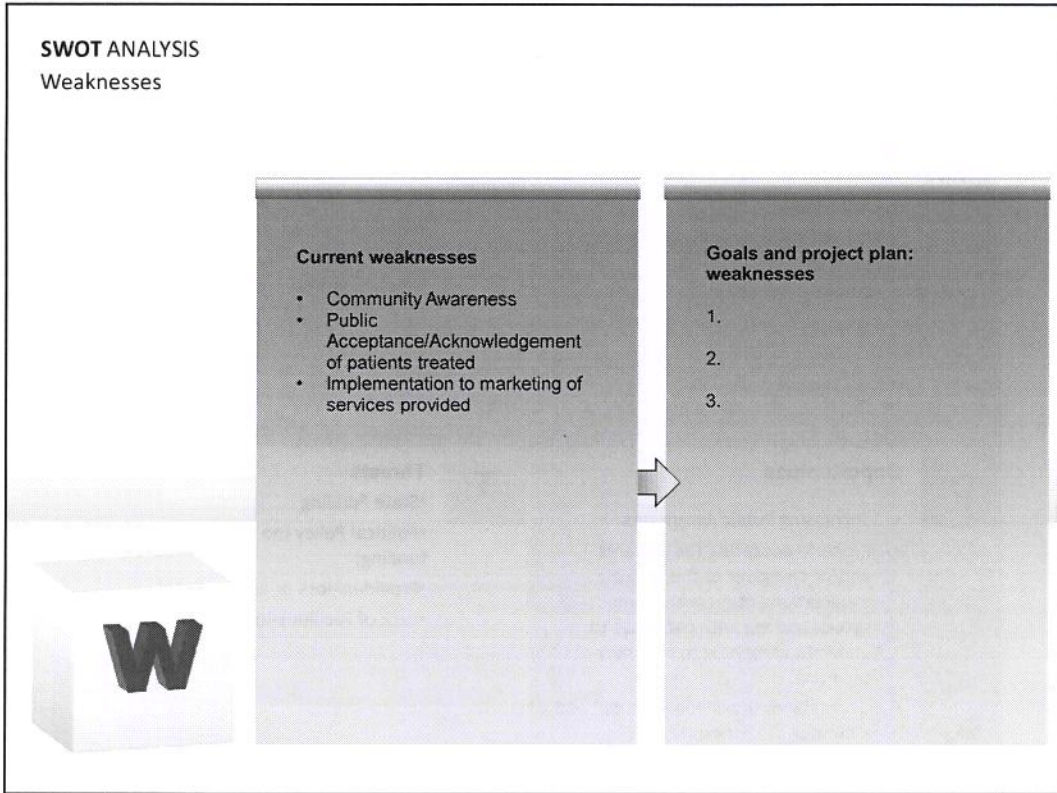 SWOT ANALYSIS
Weaknesses
Current weaknesses
• Community Awareness
• Public
Acceptance/Acknowledgement
of patients treated
• Implementation to marketing of
services provided
Goals and project plan:
weaknesses
1.
2.
3.
W